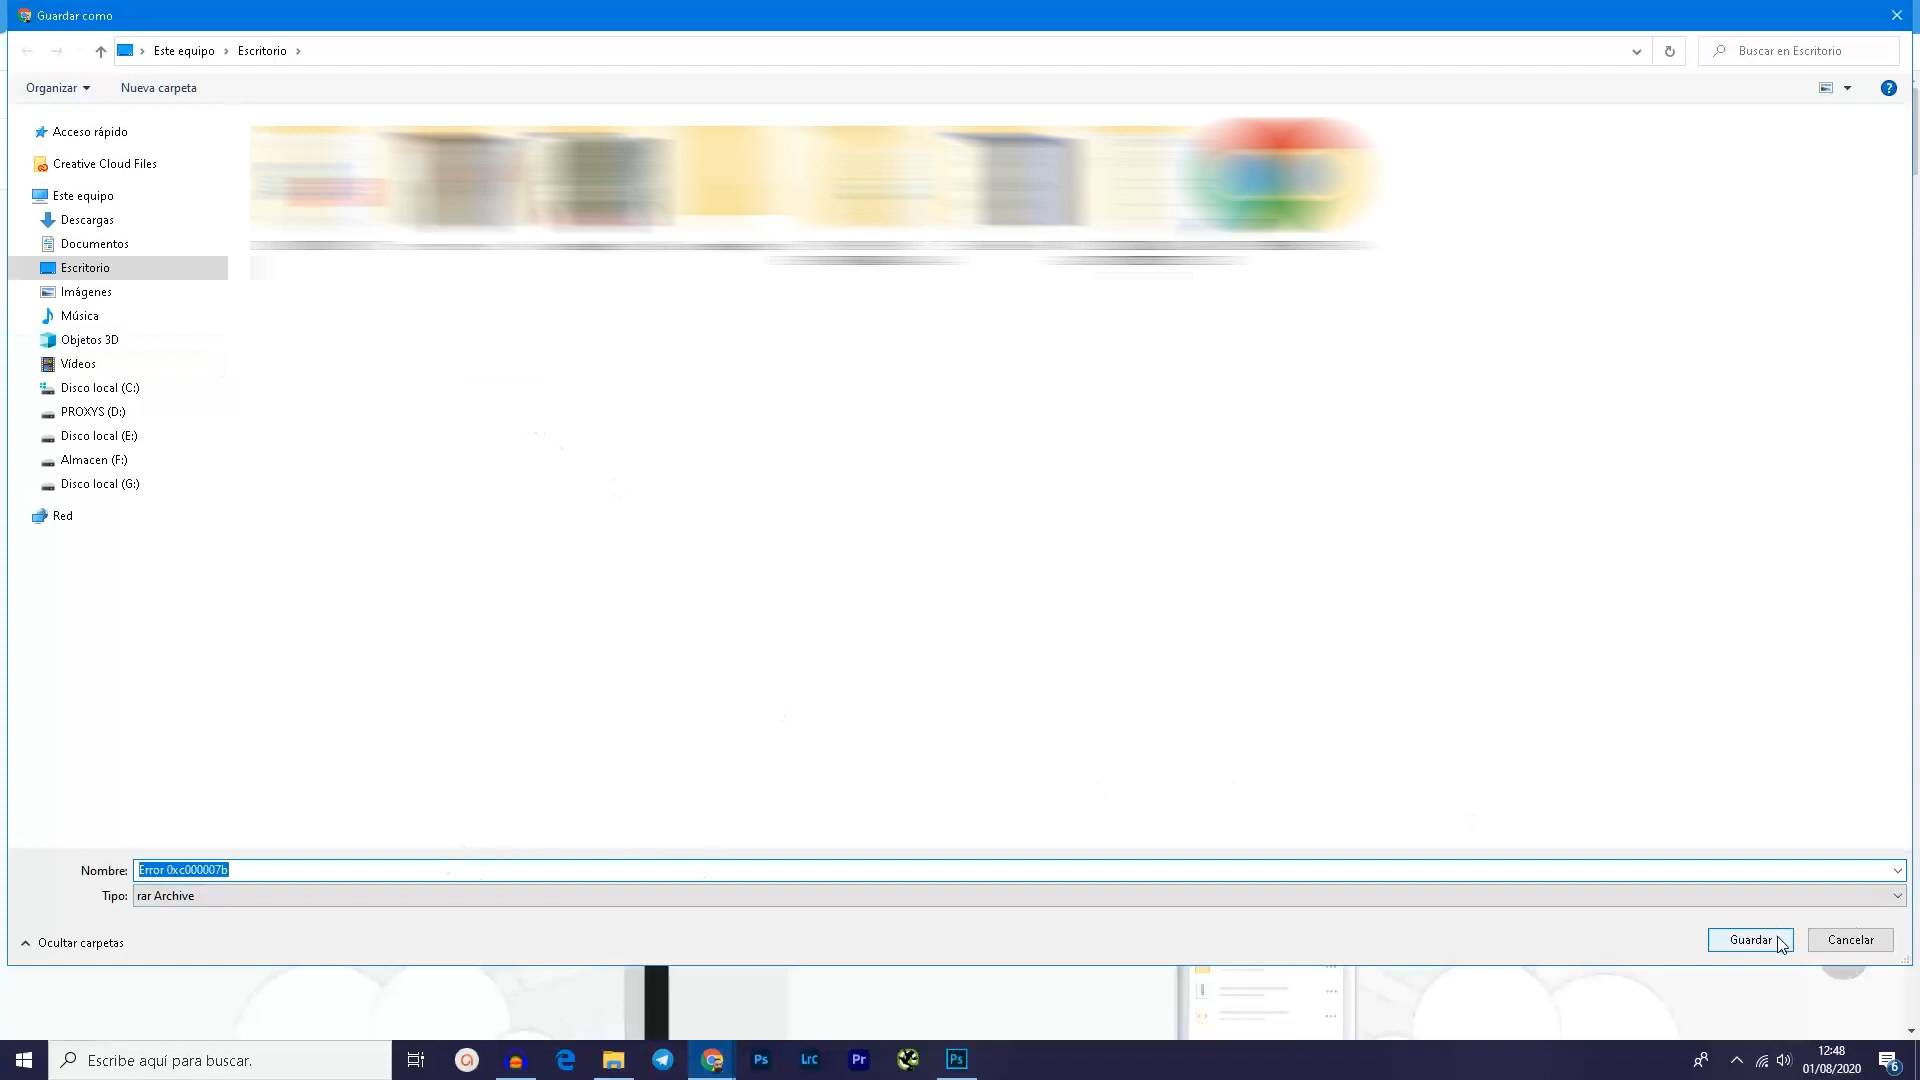 Guardar como
Este equipo
Escritorio
Buscar en Escritorio
Organizar
Nueva carpeta
Acceso rápido
Creative Cloud Files
Este equipo
Descargas
Documentos
Escritorio
Imágenes
Música
Objetos 3D
Vídeos
Disco local (C:)
PROXYS (D:)
Disco local (E:)
Almacen (F:)
Disco local (G:)
Red
Nombre: Error 0xc000007b
Tipo: rar Archive
Ocultar carpetas
Guardar
Cancelar
Escribe aquí para buscar.
Ps
Lrc
Pr
Ps
12:48
01/08/2020
6